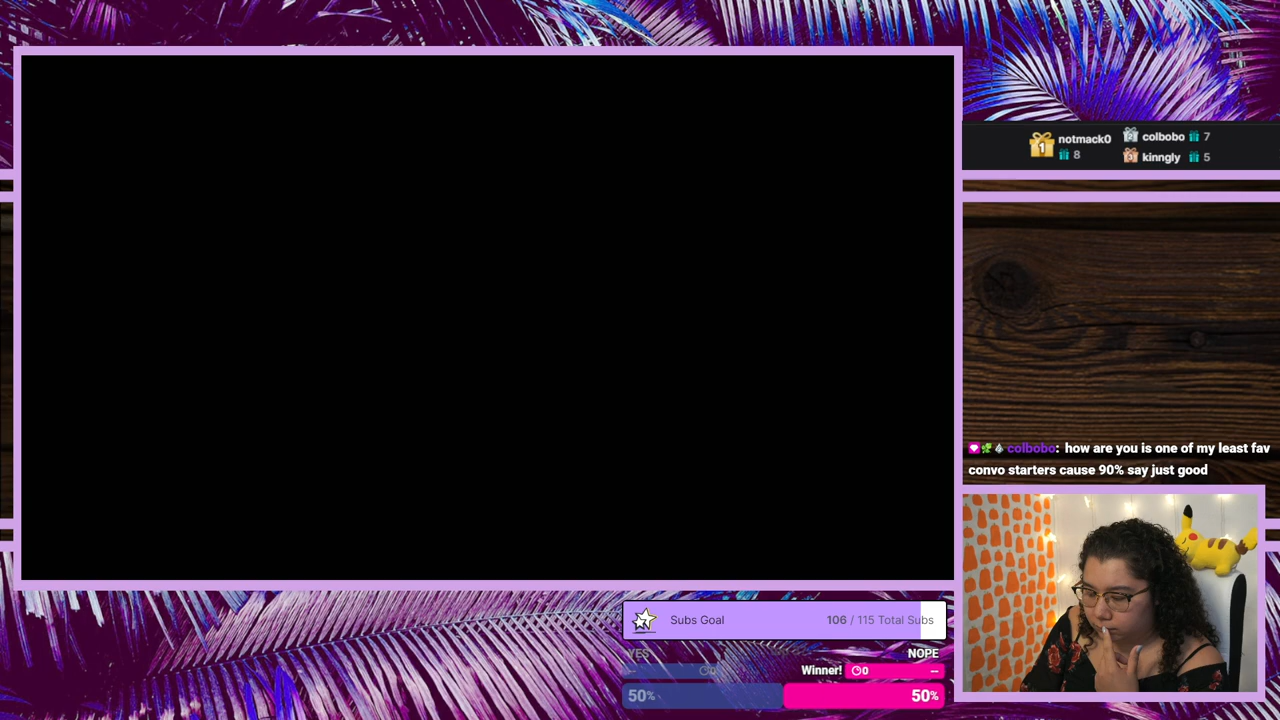 notmack0
8
colbobo 7
kinngly 5
colbobo: how are you is one of my least fav
convo starters cause 90% say just good
Subs Goal 106 / 115 Total Subs
YES NOPE
Winner! 0 --
50% 50%